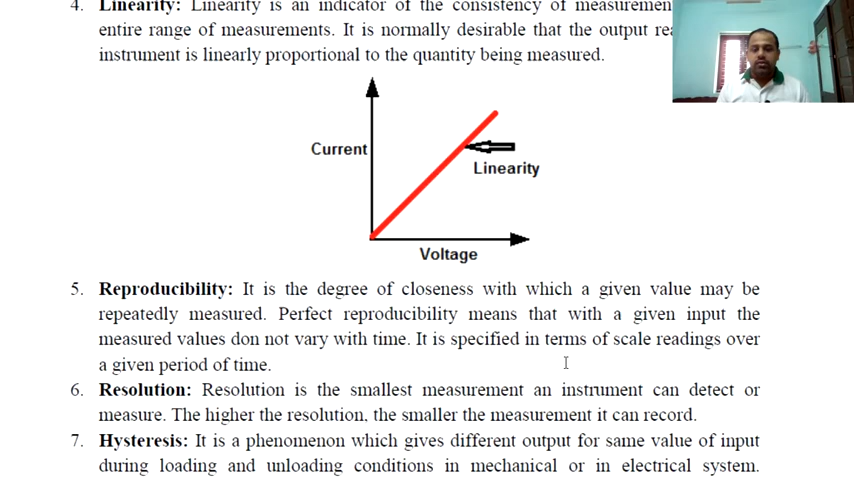 4. Linearity: Linearity is an indicator of the consistency of
entire range of measurements. It is normally desirable that the output
instrument is linearly proportional to the quantity being measured.
Current
Linearity
Voltage
5. Reproducibility: It is the degree of closeness with which a given value may be
repeatedly measured. Perfect reproducibility means that with a given input the
measured values don not vary with time. It is specified in terms of scale readings over
a given period of time.
6. Resolution: Resolution is the smallest measurement an instrument can detect or
measure. The higher the resolution, the smaller the measurement it can record.
7. Hysteresis: It is a phenomenon which gives different output for same value of input
during loading and unloading conditions in mechanical or in electrical system.